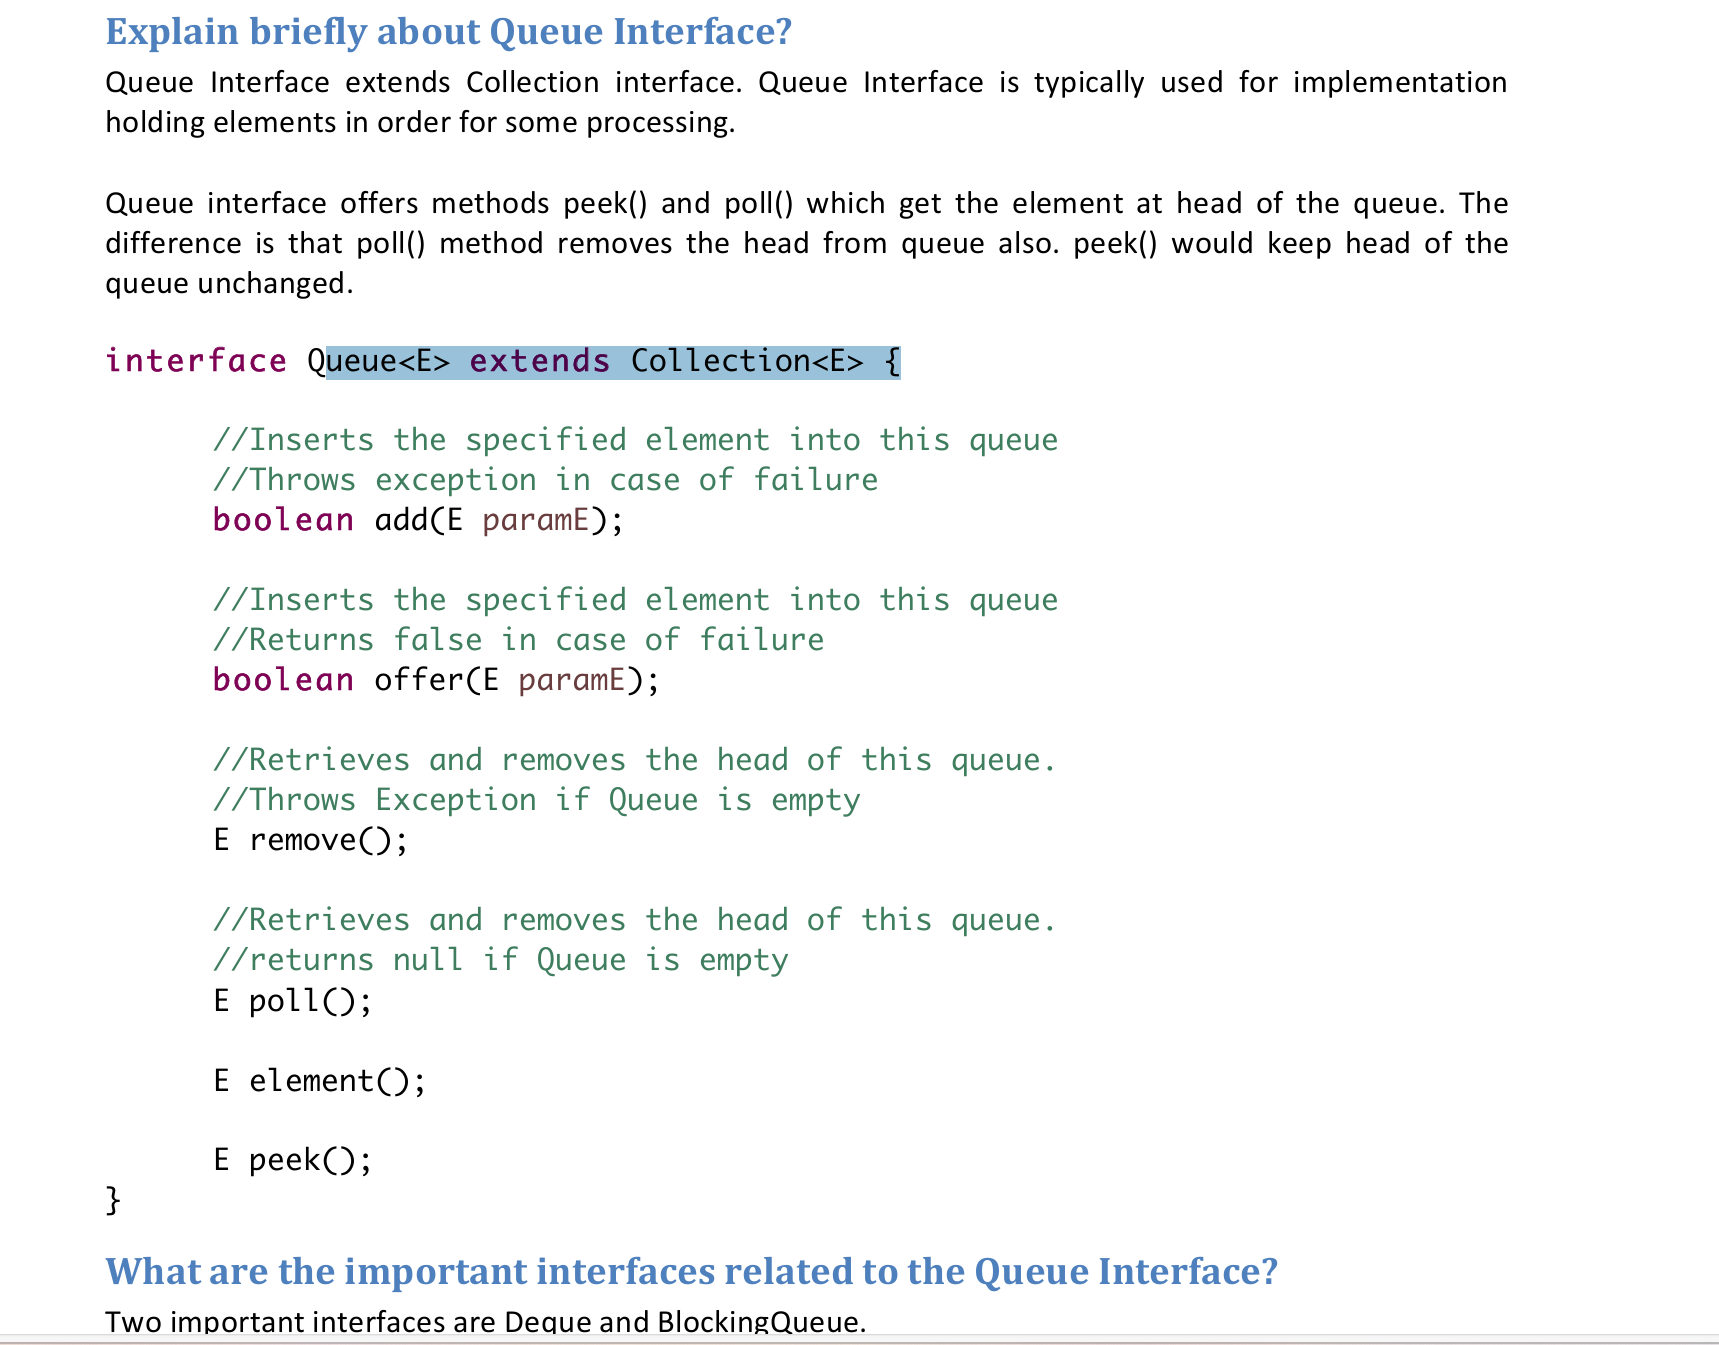 Explain briefly about Queue Interface?
Queue Interface extends Collection interface. Queue Interface is typically used for implementation
holding elements in order for some processing.
Queue interface offers methods peek() and poll() which get the element at head of the queue. The
difference is that poll() method removes the head from queue also. peek() would keep head of the
queue unchanged.
interface Queue<E> extends Collection<E> {
//Inserts the specified element into this queue
//Throws exception in case of failure
boolean add(E paramE);
//Inserts the specified element into this queue
//Returns false in case of failure
boolean offer(E paramE);
//Retrieves and removes the head of this queue.
//Throws Exception if Queue is empty
E remove();
//Retrieves and removes the head of this queue.
//returns null if Queue is empty
E poll();
E element();
E peek();
}
What are the important interfaces related to the Queue Interface?
Two important interfaces are Deque and BlockingQueue.